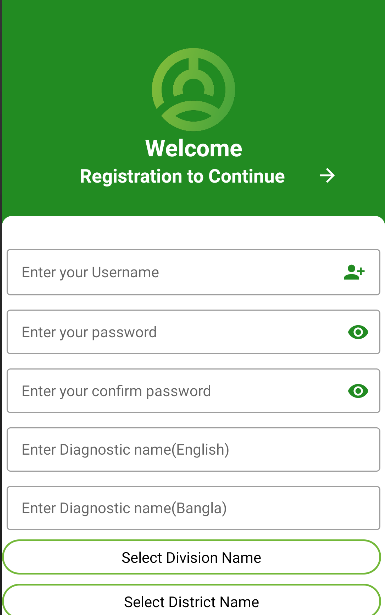 Welcome
Registration to Continue
Enter your Username
Enter your password
Enter your confirm password
Enter Diagnostic name(English)
Enter Diagnostic name(Bangla)
Select Division Name
Select District Name